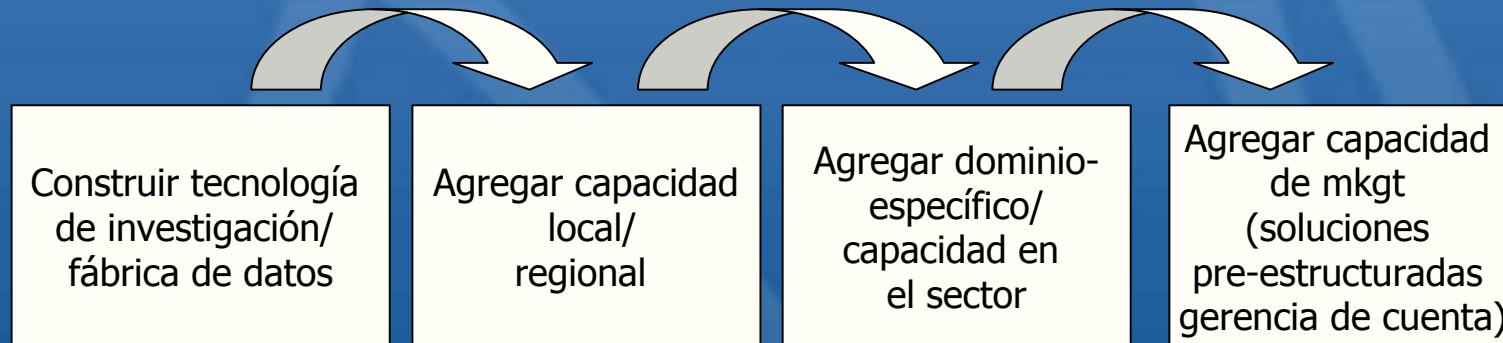 Construir tecnología
de investigación/
fábrica de datos
Agregar capacidad
local/
regional
Agregar dominio-
específico/
capacidad en
el sector
Agregar capacidad
de mkgt
(soluciones
pre-estructuradas
gerencia de cuenta)